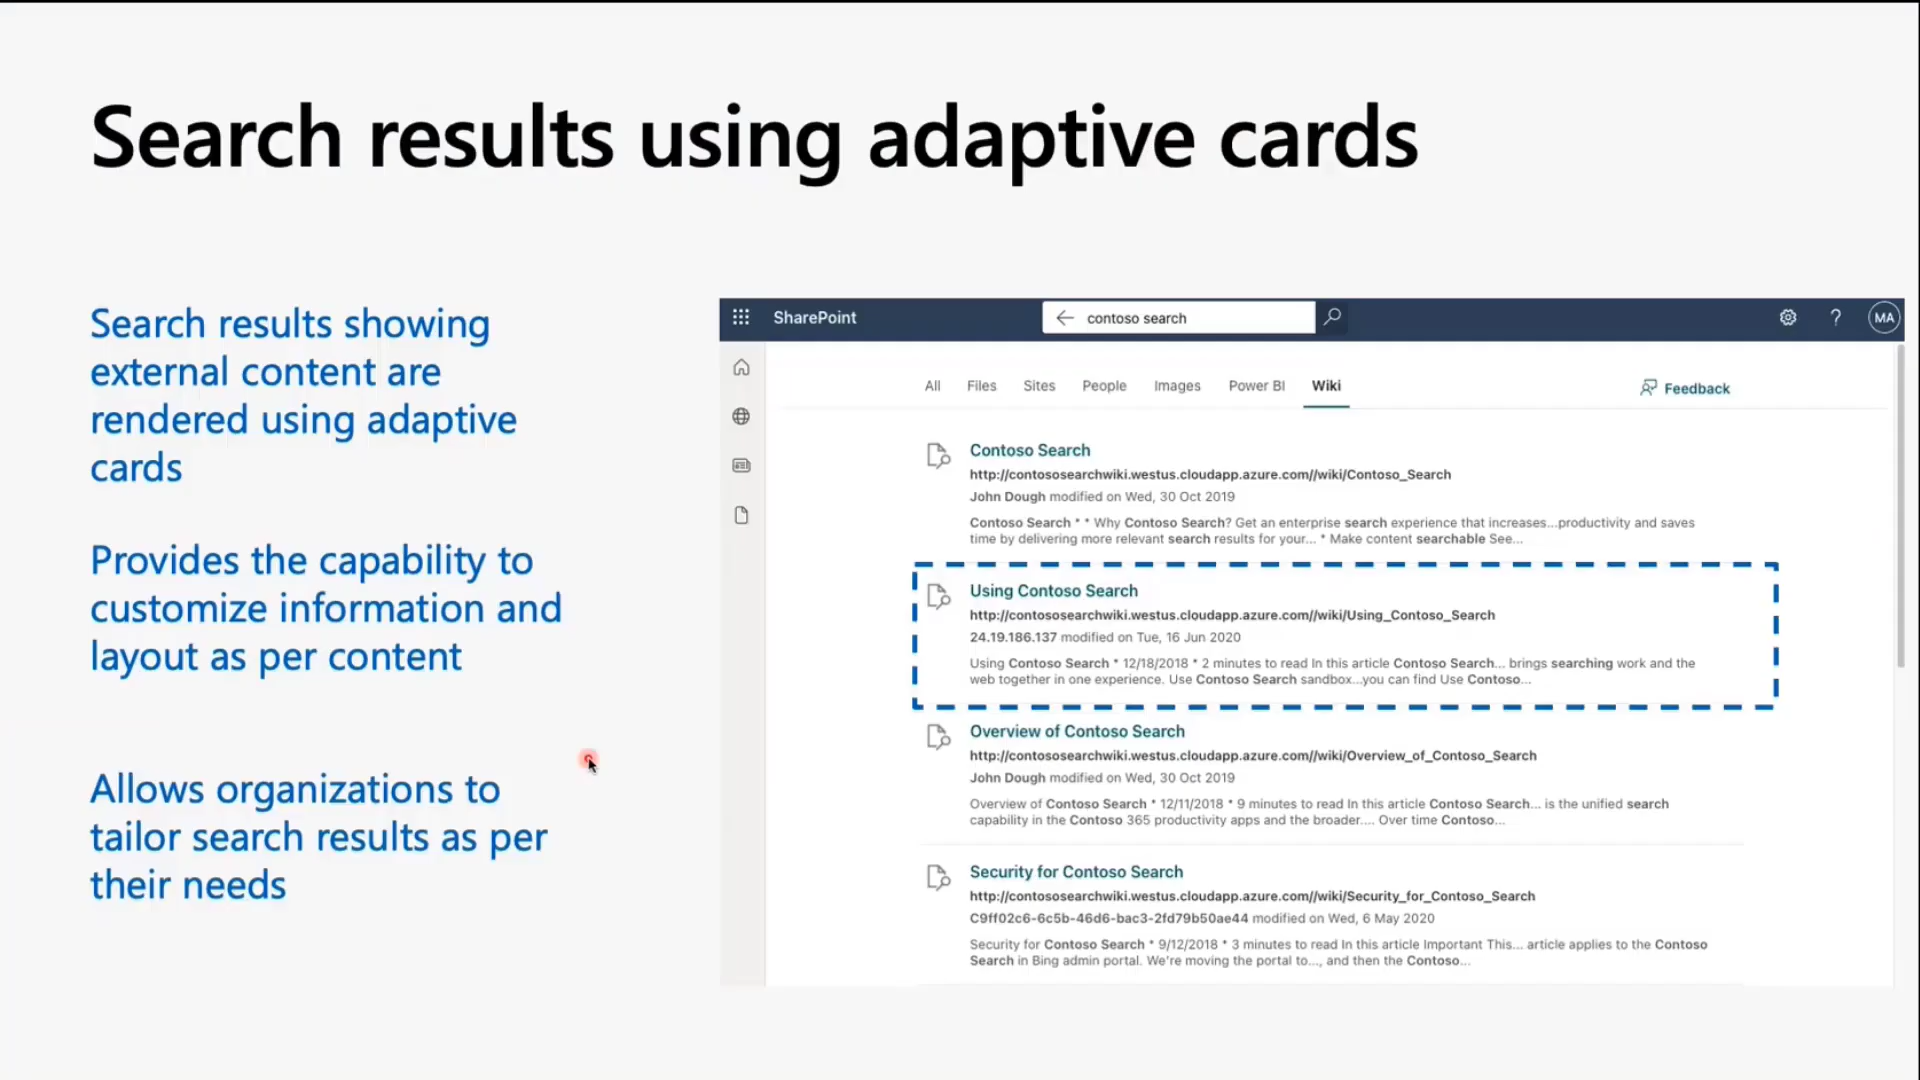 Search results using adaptive cards
Search results showing
external content are
rendered using adaptive
cards
Provides the capability to
customize information and
layout as per content
Allows organizations to
tailor search results as per
their needs
SharePoint
contoso search
MA
All Files Sites People Images Power BI Wiki
Feedback
Contoso Search
http://contososearchwiki.westus.cloudapp.azure.com//wiki/Contoso_Search
John Dough modified on Wed, 30 Oct 2019
Contoso Search * * Why Contoso Search? Get an enterprise search experience that increases...productivity and saves
time by delivering more relevant search results for your... * Make content searchable See...
Using Contoso Search
http://contososearchwiki.westus.cloudapp.azure.com//wiki/Using_Contoso_Search
24.19.186.137 modified on Tue, 16 Jun 2020
Using Contoso Search * 12/18/2018 * 2 minutes to read In this article Contoso Search... brings searching work and the
web together in one experience. Use Contoso Search sandbox...you can find Use Contoso...
Overview of Contoso Search
http://contososearchwiki.westus.cloudapp.azure.com//wiki/Overview_of_Contoso_Search
John Dough modified on Wed, 30 Oct 2019
Overview of Contoso Search * 12/11/2018 * 9 minutes to read In this article Contoso Search... is the unified search
capability in the Contoso 365 productivity apps and the broader.... Over time Contoso...
Security for Contoso Search
http://contososearchwiki.westus.cloudapp.azure.com//wiki/Security_for_Contoso_Search
C9ff02c6-6c5b-46d6-bac3-2fd79b50ae44 modified on Wed, 6 May 2020
Security for Contoso Search * 9/12/2018 * 3 minutes to read In this article Important This... article applies to the Contoso
Search in Bing admin portal. We're moving the portal to..., and then the Contoso...